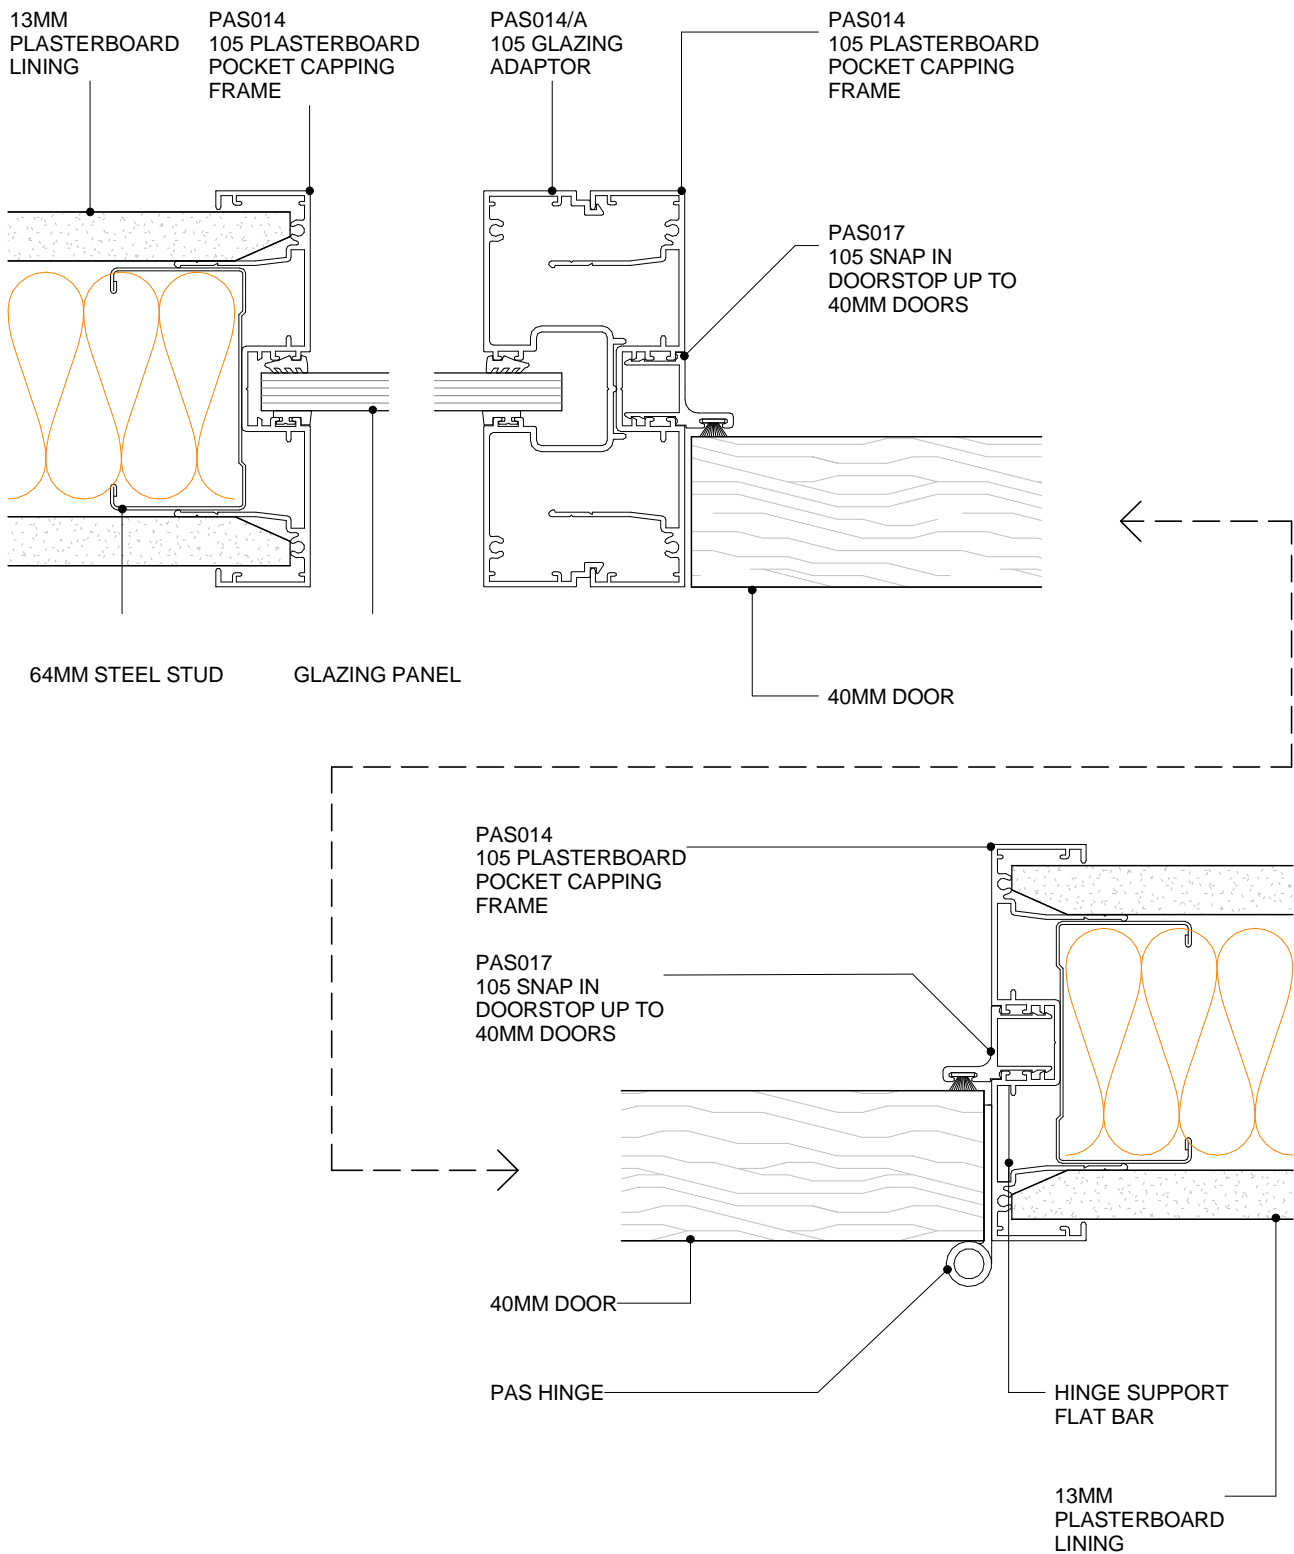 13MM
PLASTERBOARD
LINING
PAS014
105 PLASTERBOARD
POCKET CAPPING
FRAME
PAS014/A
105 GLAZING
ADAPTOR
PAS014
105 PLASTERBOARD
POCKET CAPPING
FRAME
PAS017
105 SNAP IN
DOORSTOP UP TO
40MM DOORS
64MM STEEL STUD
GLAZING PANEL
40MM DOOR
PAS014
105 PLASTERBOARD
POCKET CAPPING
FRAME
PAS017
105 SNAP IN
DOORSTOP UP TO
40MM DOORS
40MM DOOR
PAS HINGE
HINGE SUPPORT
FLAT BAR
13MM
PLASTERBOARD
LINING